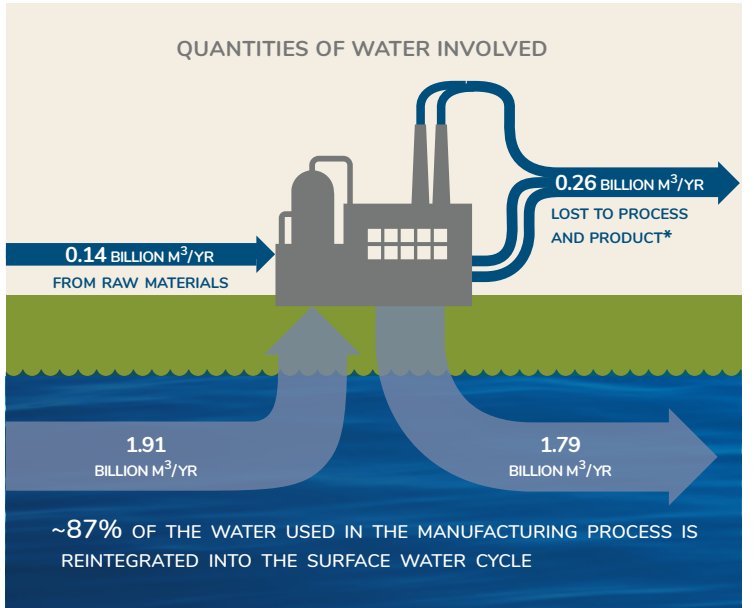 QUANTITIES OF WATER INVOLVED
0.26 BILLION M³/YR
LOST TO PROCESS
AND PRODUCT*
0.14 BILLION M³/YR
FROM RAW MATERIALS
1.91
BILLION M³/YR
1.79
BILLION M³/YR
~87% OF THE WATER USED IN THE MANUFACTURING PROCESS IS
REINTEGRATED INTO THE SURFACE WATER CYCLE